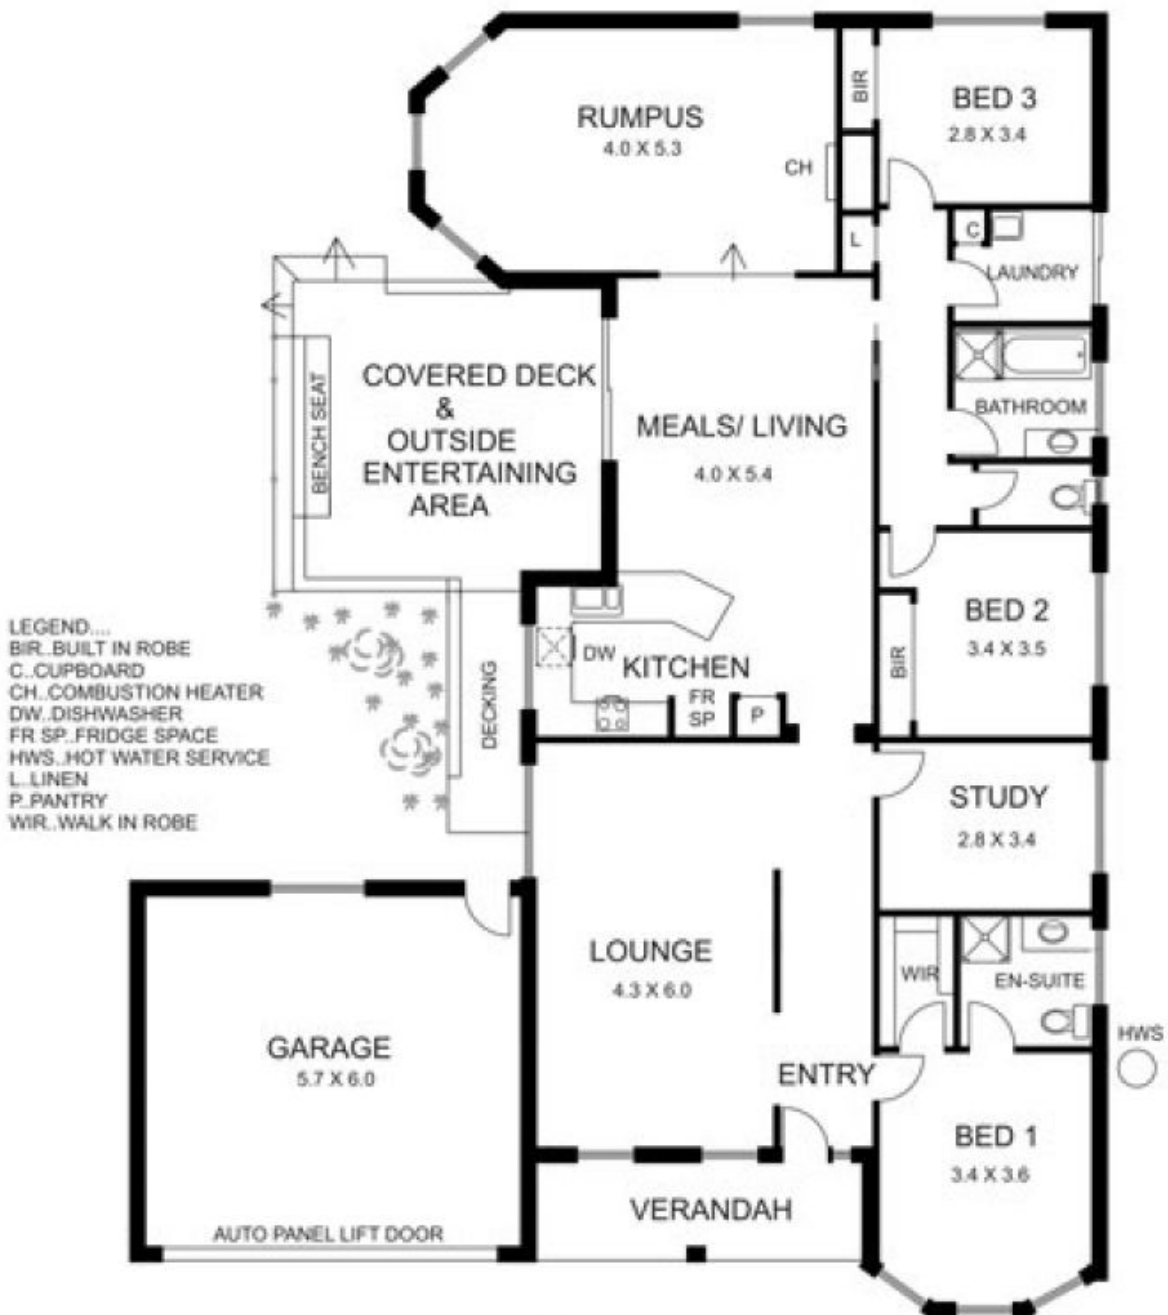 RUMPUS
4.0 X 5.3
BIR
BED 3
2.8 X 3.4
CH
L
C
LAUNDRY
COVERED DECK
&
OUTSIDE
ENTERTAINING
AREA
BENCH SEAT
MEALS/ LIVING
4.0 X 5.4
BATHROOM
BED 2
3.4 X 3.5
BIR
DW
KITCHEN
FR
SP
P
DECKING
LEGEND....
BIR..BUILT IN ROBE
C..CUPBOARD
CH..COMBUSTION HEATER
DW..DISHWASHER
FR SP..FRIDGE SPACE
HWS..HOT WATER SERVICE
L..LINEN
P..PANTRY
WIR..WALK IN ROBE
STUDY
2.8 X 3.4
LOUNGE
4.3 X 6.0
WIR
EN-SUITE
HWS
GARAGE
5.7 X 6.0
ENTRY
BED 1
3.4 X 3.6
VERANDAH
AUTO PANEL LIFT DOOR